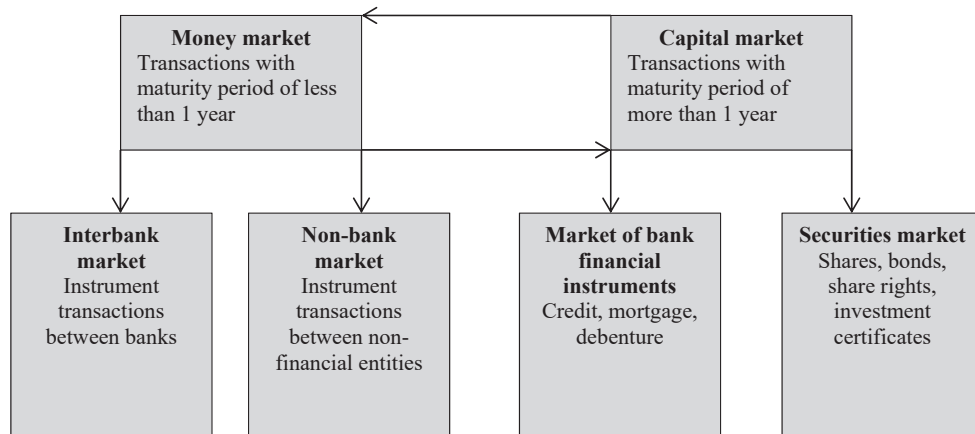 Money market
Transactions with
maturity period of less
than 1 year
Capital market
Transactions with
maturity period of
more than 1 year
Interbank
market
Instrument
transactions
between banks
Non-bank
market
Instrument
transactions
between non-
financial entities
Market of bank
financial
instruments
Credit, mortgage,
debenture
Securities market
Shares, bonds,
share rights,
investment
certificates